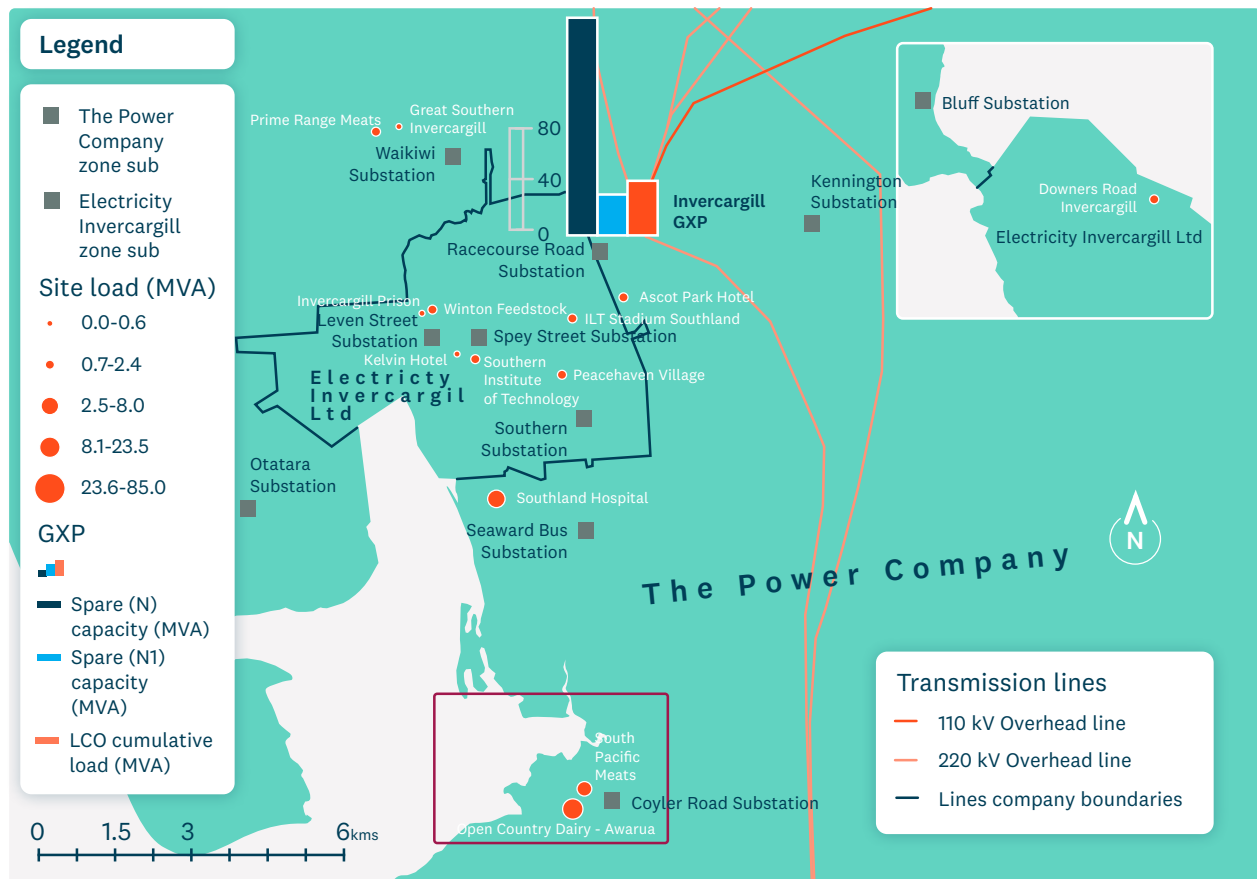 Legend
The Power
Company
zone sub
Electricity
Invercargill
zone sub
Site load (MVA)
0.0-0.6
0.7-2.4
2.5-8.0
8.1-23.5
23.6-85.0
GXP
Spare (N)
capacity (MVA)
Spare (N1)
capacity
(MVA)
LCO cumulative
load (MVA)
0 1.5 3 6kms
Prime Range Meats
Great Southern
Invercargill
Waikiwi
Substation
80
40
0
Invercargill
GXP
Kennington
Substation
Racecourse Road
Substation
Ascot Park Hotel
Invercargill Prison
Winton Feedstock
ILT Stadium Southland
Leven Street
Substation
Spey Street Substation
Kelvin Hotel
Southern
Institute
of Technology
Peacehaven Village
Electricty
Invercargil
Ltd
Southern
Substation
Otatara
Substation
Southland Hospital
Seaward Bus
Substation
The Power Company
N
South
Pacific
Meats
Coyler Road Substation
Open Country Dairy - Awarua
Bluff Substation
Downers Road
Invercargill
Electricity Invercargill Ltd
Transmission lines
110 kV Overhead line
220 kV Overhead line
Lines company boundaries